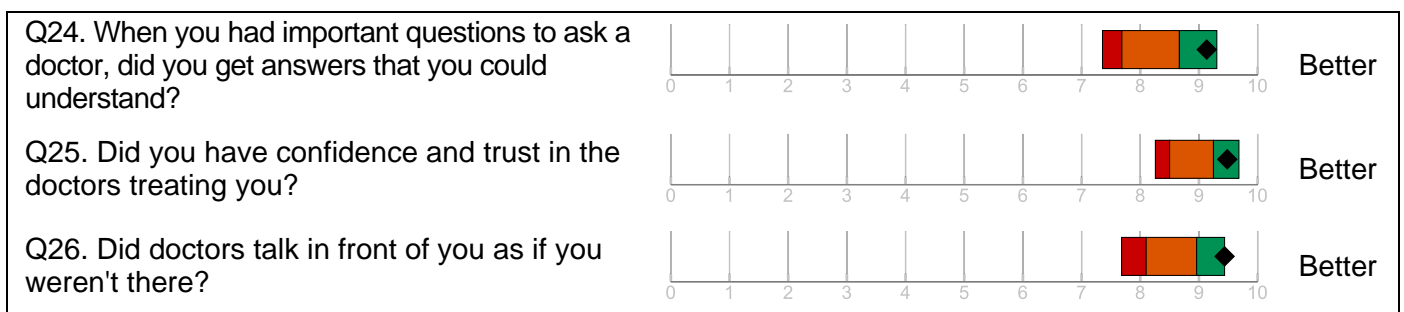 Q24. When you had important questions to ask a
doctor, did you get answers that you could
understand?
0 1 2 3 4 5 6 7 8 9 10
Better
Q25. Did you have confidence and trust in the
doctors treating you?
0 1 2 3 4 5 6 7 8 9 10
Better
Q26. Did doctors talk in front of you as if you
weren't there?
0 1 2 3 4 5 6 7 8 9 10
Better